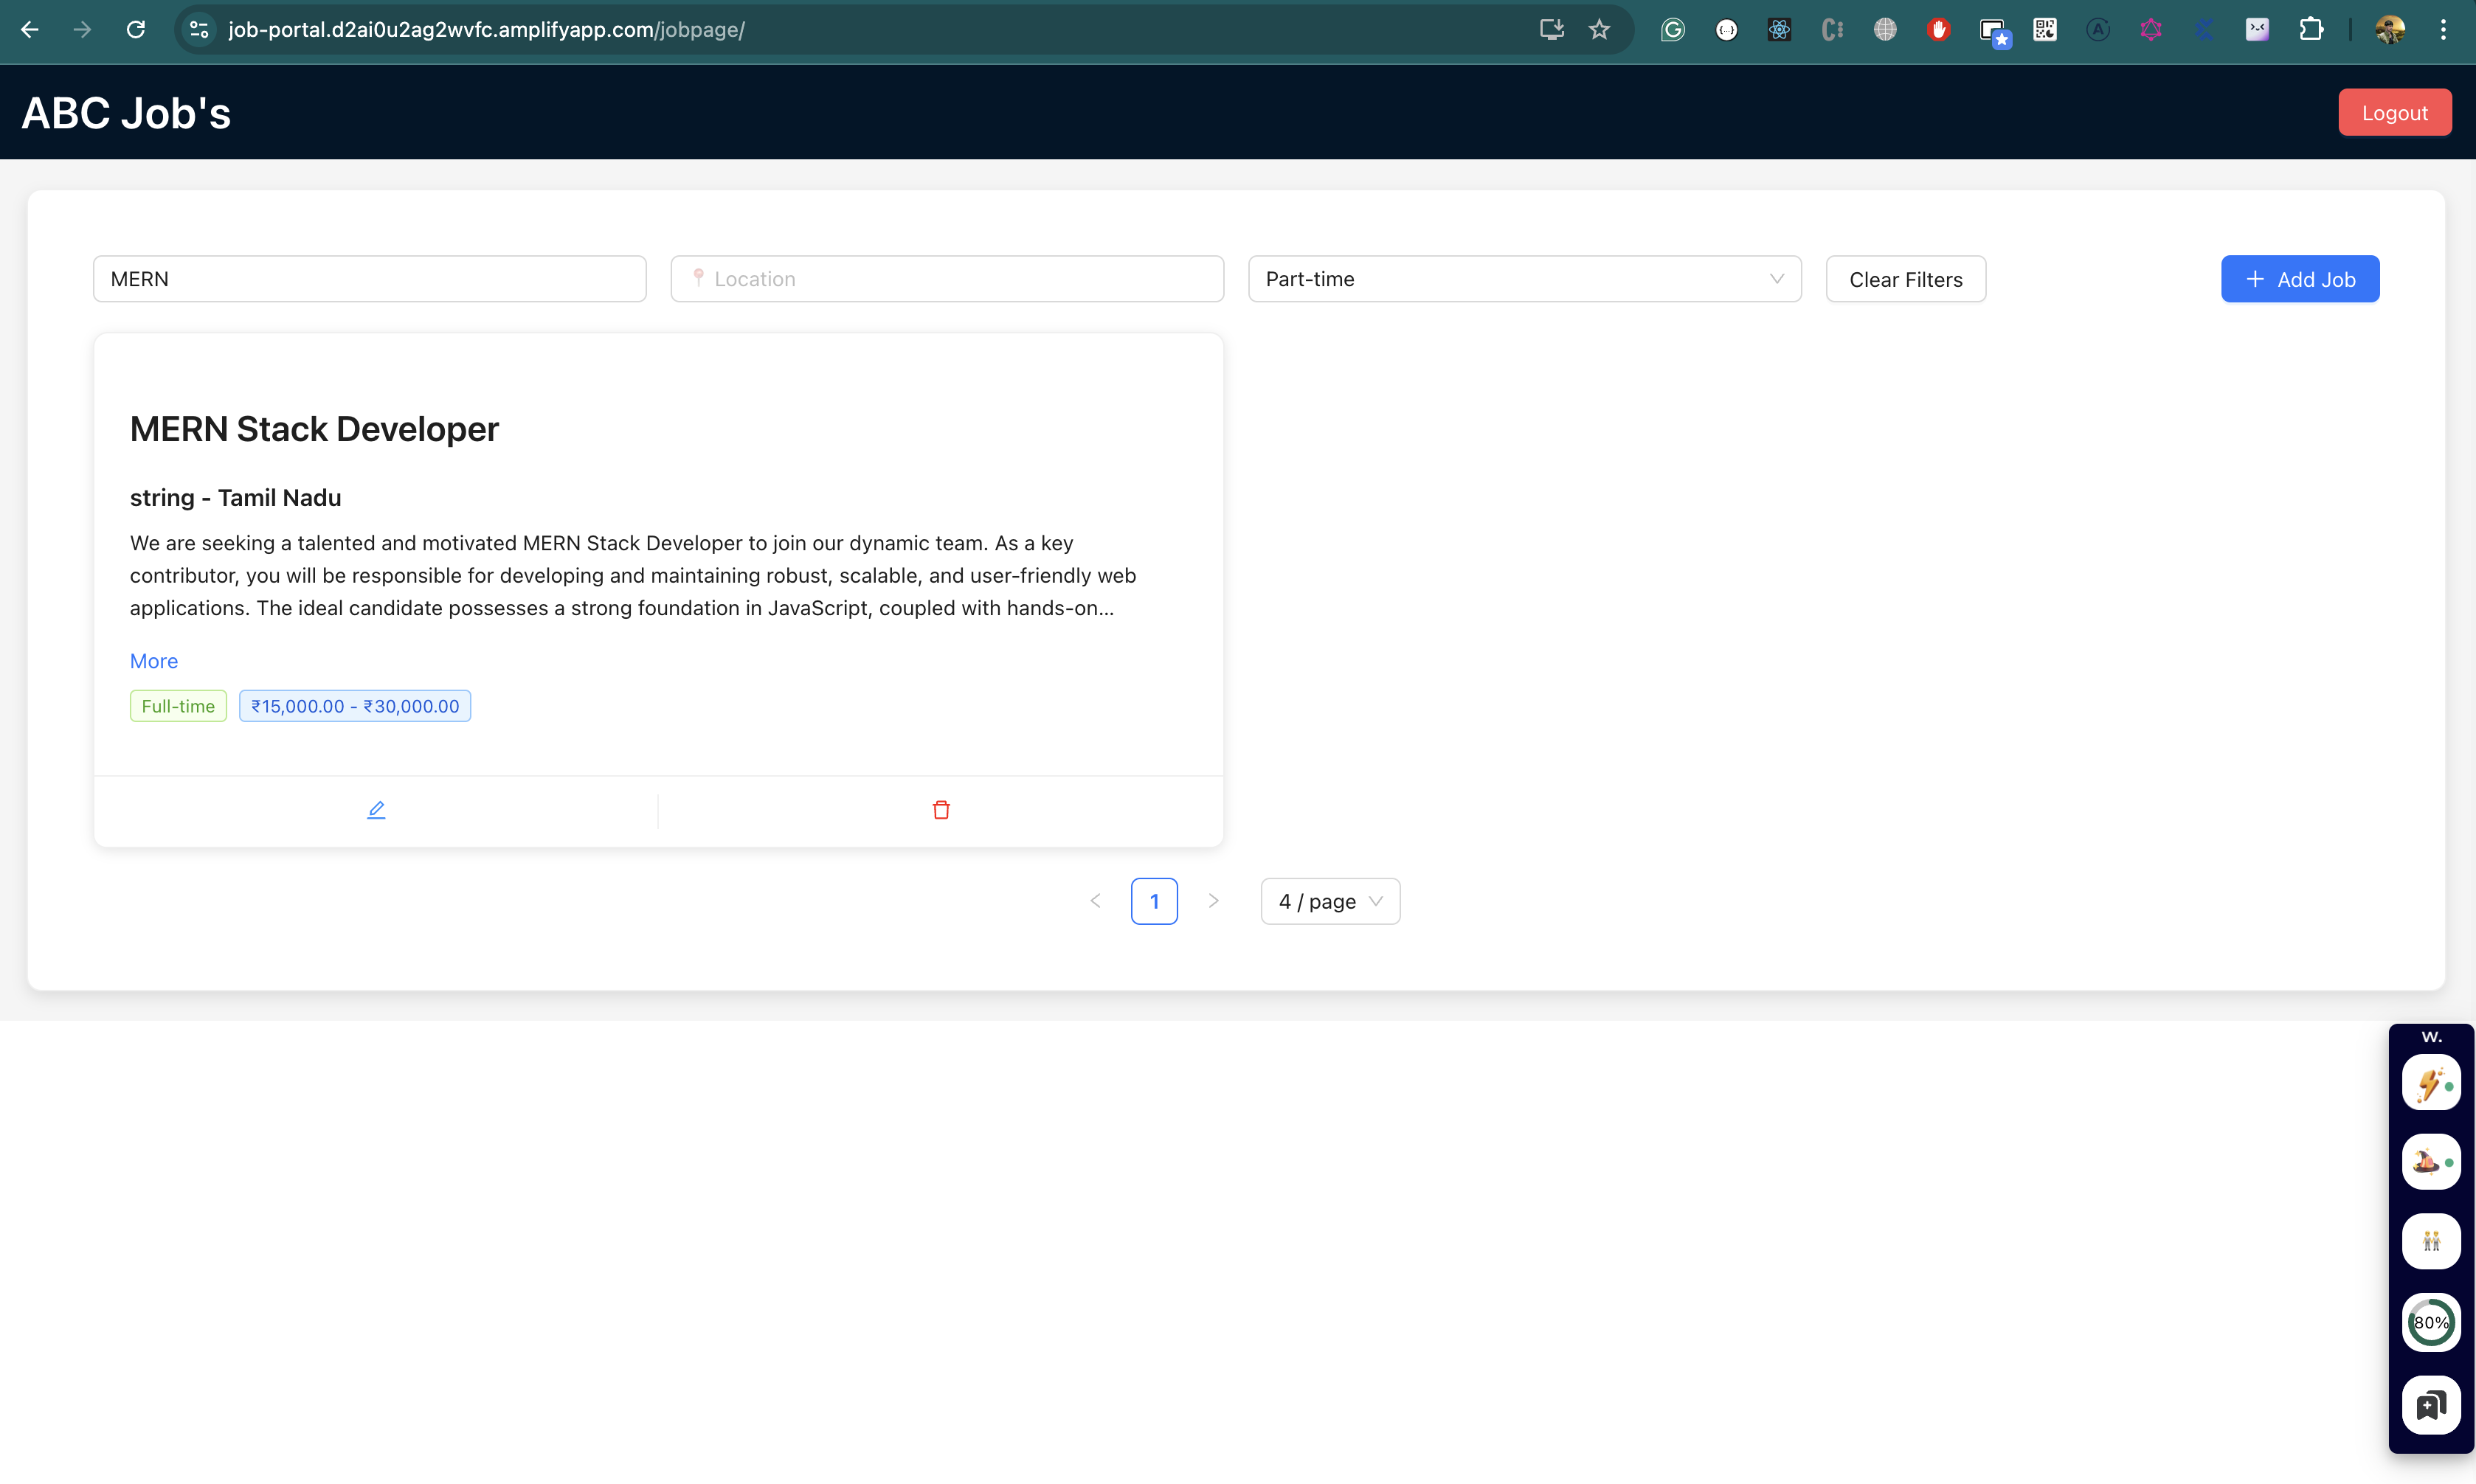 job-portal.d2ai0u2ag2wvfc.amplifyapp.com/jobpage/
ABC Job's
Logout
MERN
Location
Part-time
Clear Filters
+ Add Job
MERN Stack Developer
string - Tamil Nadu
We are seeking a talented and motivated MERN Stack Developer to join our dynamic team. As a key
contributor, you will be responsible for developing and maintaining robust, scalable, and user-friendly web
applications. The ideal candidate possesses a strong foundation in JavaScript, coupled with hands-on...
More
Full-time
₹15,000.00 - ₹30,000.00
< 1 >
4 / page
W.
80%